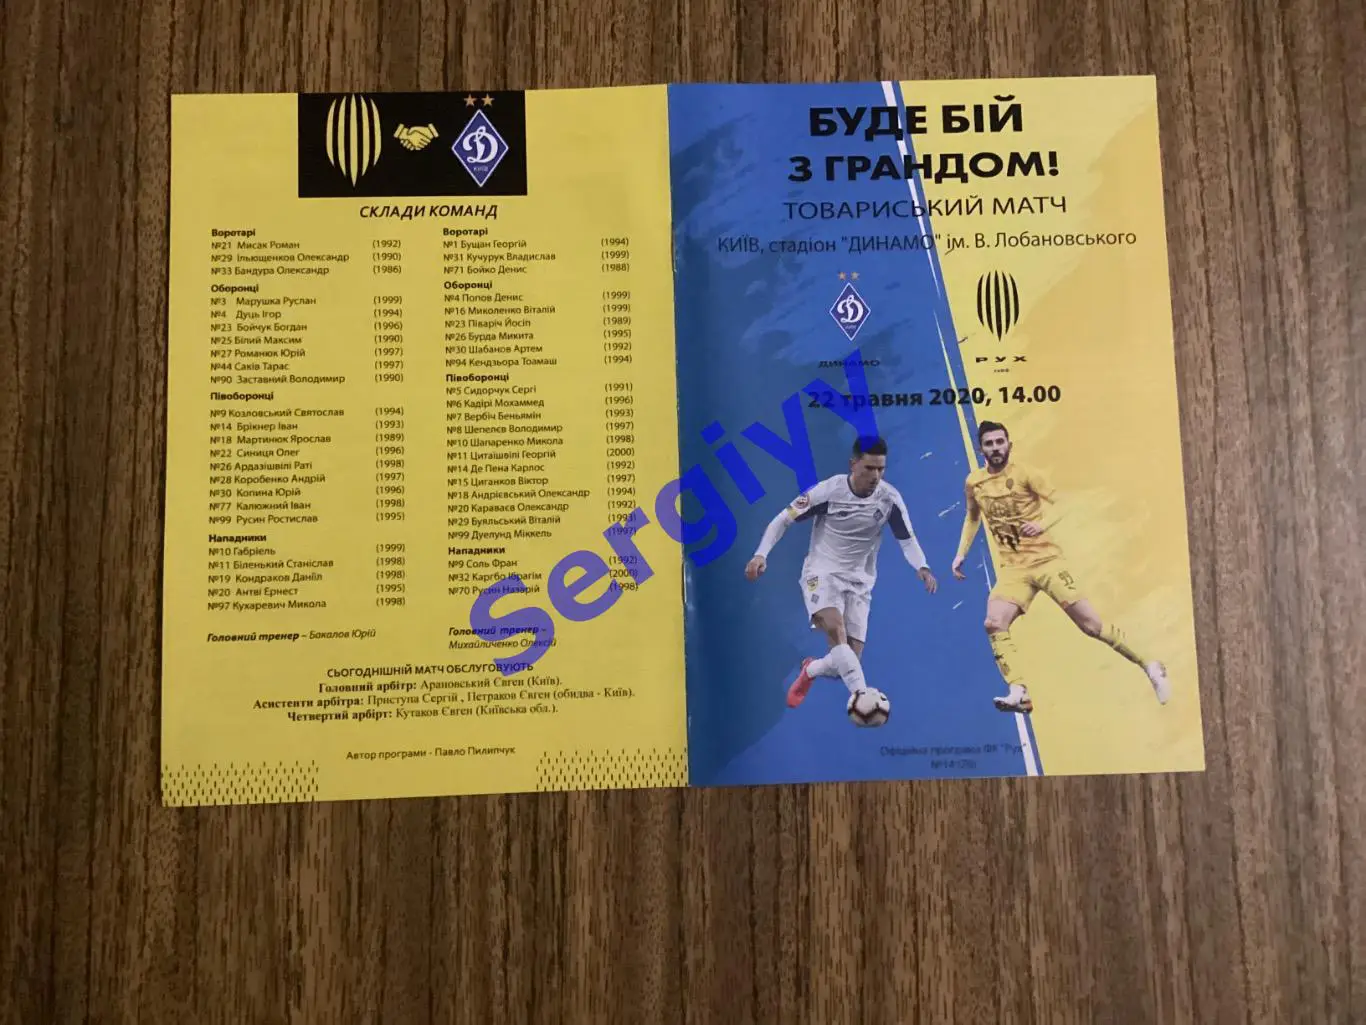 КИЇВ
СКЛАДИ КОМАНД
Воротарі
№21 Мисак Роман (1992)
№29 Ільющенков Олександр (1990)
№33 Бандура Олександр (1986)
Оборонці
№3 Марушка Руслан (1999)
№4 Дуць Ігор (1994)
№23 Бойчук Богдан (1996)
№25 Білий Максим (1990)
№27 Романюк Юрій (1997)
№44 Саків Тарас (1997)
№90 Заставний Володимир (1990)
Півоборонці
№9 Козловський Святослав (1994)
№14 Брікнер Іван (1993)
№18 Мартинюк Ярослав (1989)
№22 Синиця Олег (1996)
№26 Ардазішвілі Раті (1998)
№28 Коробенко Андрій (1997)
№30 Копина Юрій (1996)
№77 Калюжний Іван (1998)
№99 Русин Ростислав (1995)
Нападники
№10 Габріель (1999)
№11 Біленький Станіслав (1998)
№19 Кондраков Даніїл (1998)
№20 Антві Ернест (1995)
№97 Кухаревич Микола (1998)
Головний тренер – Бакалов Юрій
Воротарі
№1 Бущан Георгій (1994)
№31 Кучурук Владислав (1999)
№71 Бойко Денис (1988)
Оборонці
№4 Попов Денис (1999)
№16 Миколенко Віталій (1999)
№23 Піваріч Йосіп (1989)
№26 Бурда Микита (1995)
№30 Шабанов Артем (1992)
№94 Кендзьора Тоамаш (1994)
Півоборонці
№5 Сидорчук Сергі (1991)
№6 Кадірі Мохаммед (1996)
№7 Вербіч Беньямін (1993)
№8 Шепелєв Володимир (1997)
№10 Шапаренко Микола (1998)
№11 Цитаішвілі Георгій (2000)
№14 Де Пена Карлос (1992)
№15 Циганков Віктор (1997)
№18 Андрієвський Олександр (1994)
№20 Караваєв Олександр (1992)
№29 Буяльський Віталій (1993)
№99 Дуелунд Міккель (1997)
Нападники
№9 Соль Фран (1992)
№32 Каргбо Ібрагім (2000)
№70 Русин Назарій (1998)
Головний тренер –
Михайличенко Олексій
СЬОГОДНІШНІЙ МАТЧ ОБСЛУГОВУЮТЬ
Головний арбітр: Арановський Євген (Київ).
Асистенти арбітра: Приступа Сергій , Петраков Євген (обидва - Київ).
Четвертий арбірт: Кутаков Євген (Київська обл.).
Автор програми - Павло Пилипчук
БУДЕ БІЙ
З ГРАНДОМ!
ТОВАРИСЬКИЙ МАТЧ
КИЇВ, стадіон "ДИНАМО" ім. В. Лобановського
КИЇВ
ДИНАМО
РУХ
ЛЬВІВ
22 травня 2020, 14.00
Офіційна програма ФК "Рух"
Sergiyy